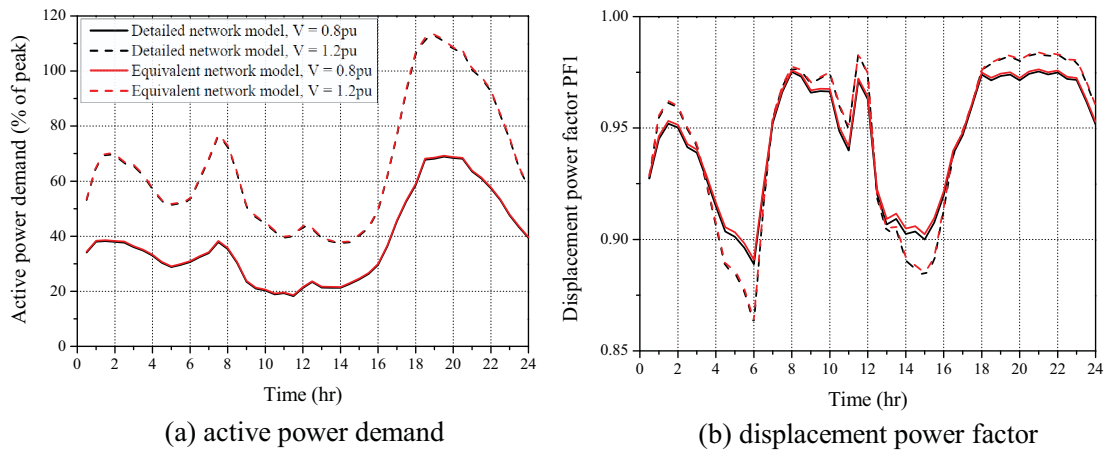 Active power demand (% of peak)
120
100
80
60
40
20
0
Detailed network model, V = 0.8pu
Detailed network model, V = 1.2pu
Equivalent network model, V = 0.8pu
Equivalent network model, V = 1.2pu
0 2 4 6 8 10 12 14 16 18 20 22 24
Time (hr)
(a) active power demand
Displacement power factor PF1
1.00
0.95
0.90
0.85
0 2 4 6 8 10 12 14 16 18 20 22 24
Time (hr)
(b) displacement power factor